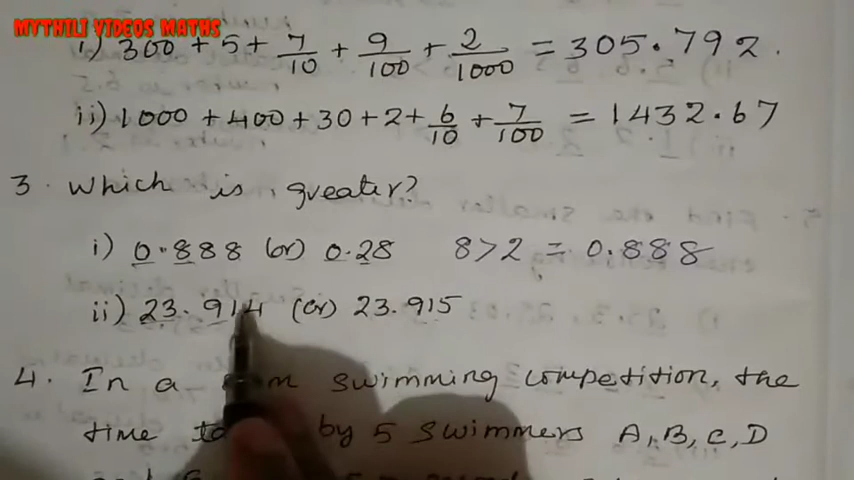 MYTHILI VIDEOS MATHS
i) 300 + 5 + 7/10 + 9/100 + 2/1000 = 305.792.
ii) 1000 + 400 + 30 + 2 + 6/10 + 7/100 = 1432.67
3. Which is greater?
i) 0.888 (or) 0.28 8>2 = 0.888
ii) 23.914 (or) 23.915
4. In a swimming competition, the
time by 5 swimmers A, B, C, D